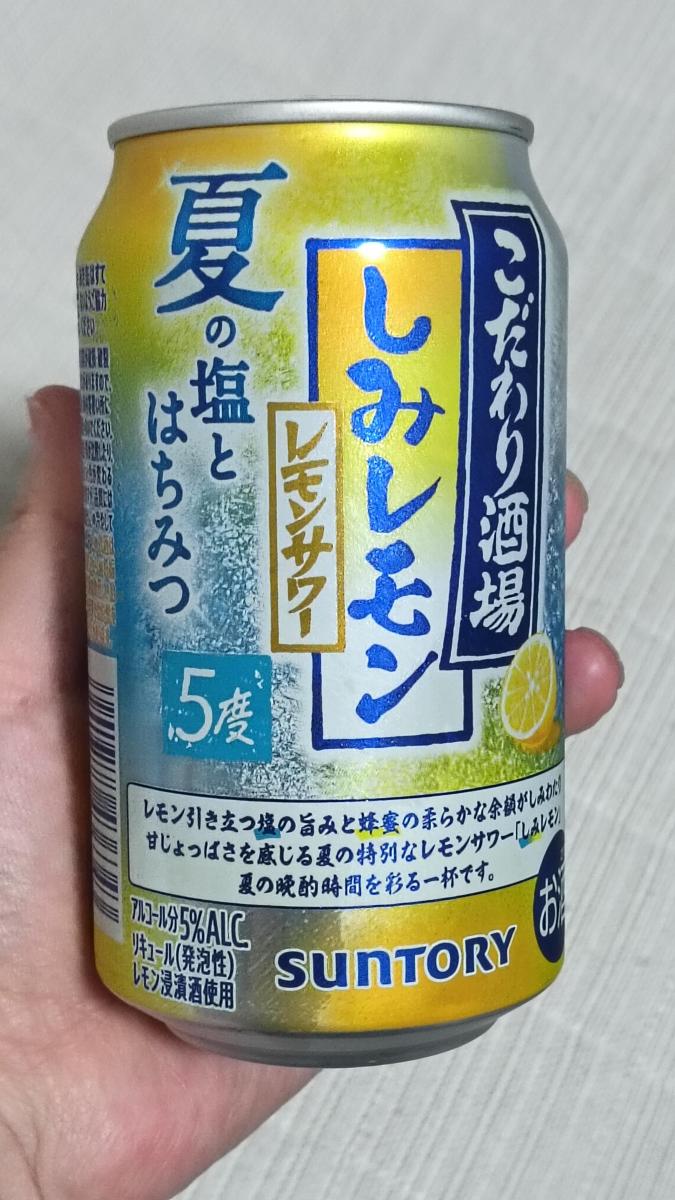 こだわり酒場
しみレモン
レモンサワー
夏の塩と
はちみつ
5度
レモン引き立つ塩の旨みと蜂蜜の柔らかな余韻がしみわたり
甘じょっぱさを感じる夏の特別なレモンサワー「しみレモン」
夏の晩酌時間を彩る一杯です。
アルコール分5%ALC
リキュール(発泡性)
レモン浸漬酒使用
SUNTORY
お酒